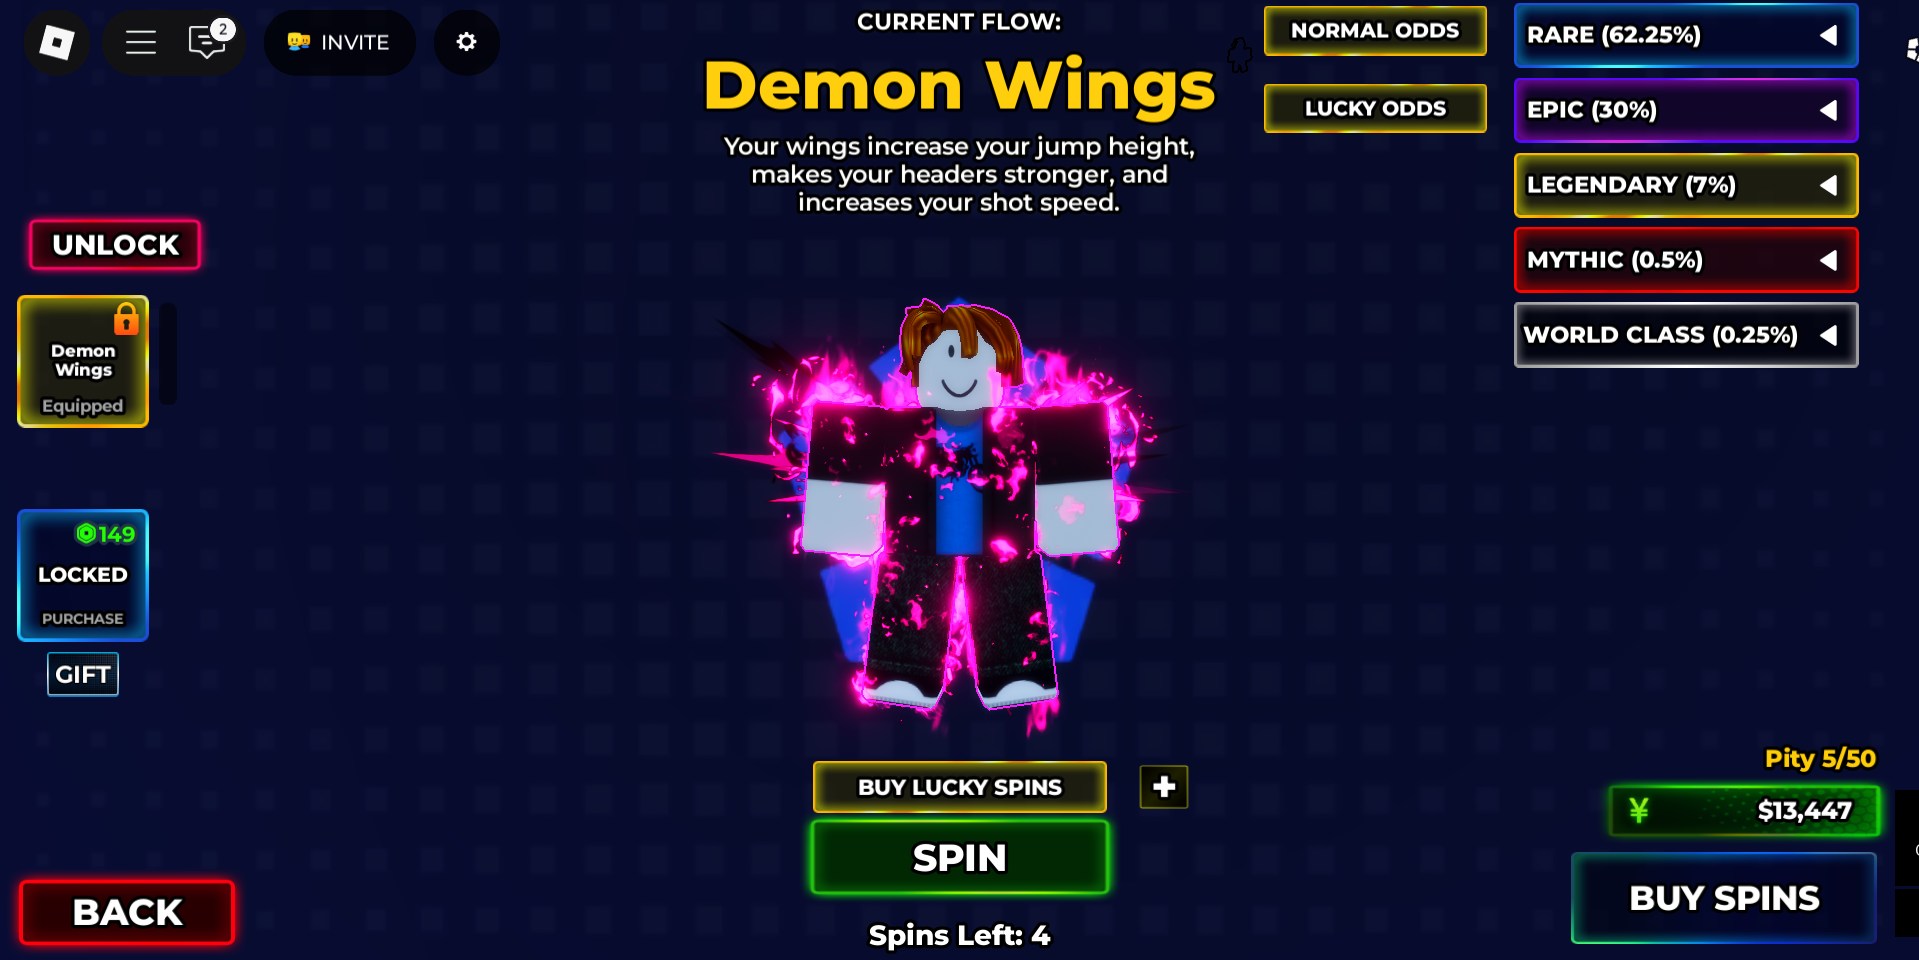 2
INVITE
CURRENT FLOW:
Demon Wings
Your wings increase your jump height,
makes your headers stronger, and
increases your shot speed.
NORMAL ODDS
LUCKY ODDS
RARE (62.25%)
EPIC (30%)
LEGENDARY (7%)
MYTHIC (0.5%)
WORLD CLASS (0.25%)
UNLOCK
Demon
Wings
Equipped
149
LOCKED
PURCHASE
GIFT
BACK
BUY LUCKY SPINS
+
SPIN
Spins Left: 4
Pity 5/50
¥ $13,447
BUY SPINS